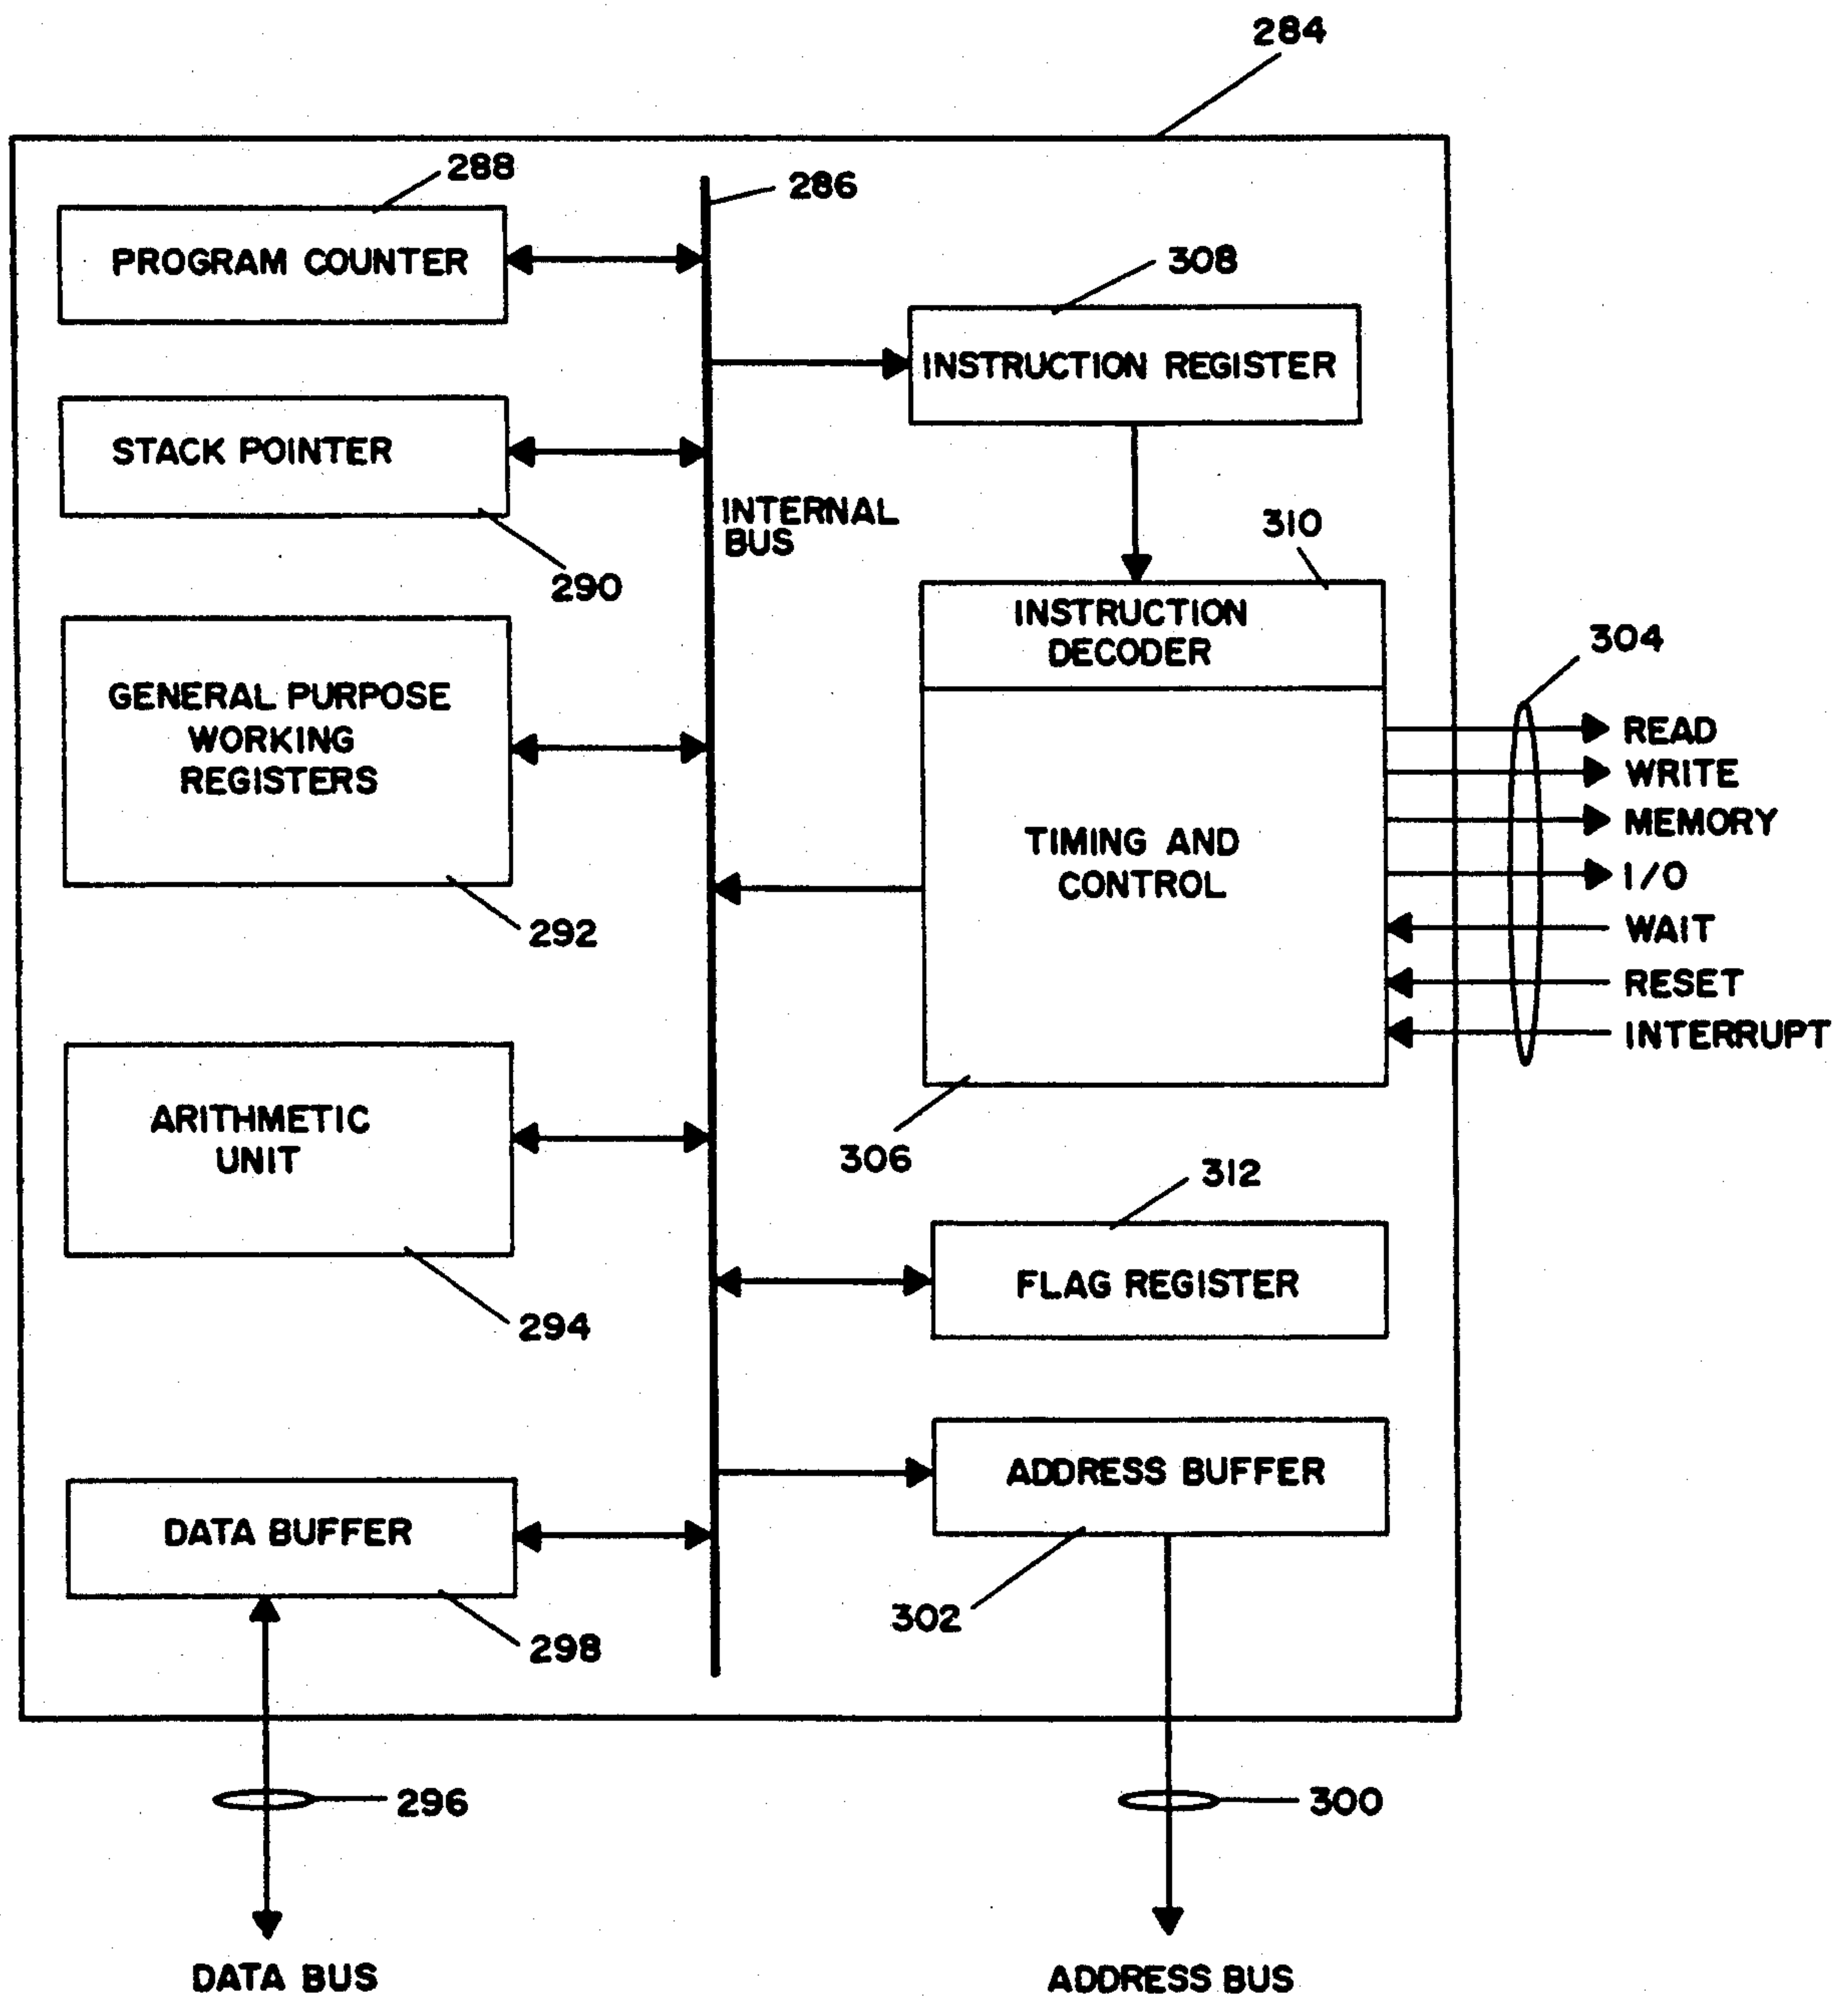 284
288
286
PROGRAM COUNTER
308
INSTRUCTION REGISTER
STACK POINTER
INTERNAL
BUS
290
310
INSTRUCTION
DECODER
304
GENERAL PURPOSE
WORKING
REGISTERS
292
TIMING AND
CONTROL
READ
WRITE
MEMORY
I/O
WAIT
RESET
INTERRUPT
306
ARITHMETIC
UNIT
294
312
FLAG REGISTER
ADDRESS BUFFER
302
DATA BUFFER
298
296
300
DATA BUS
ADDRESS BUS